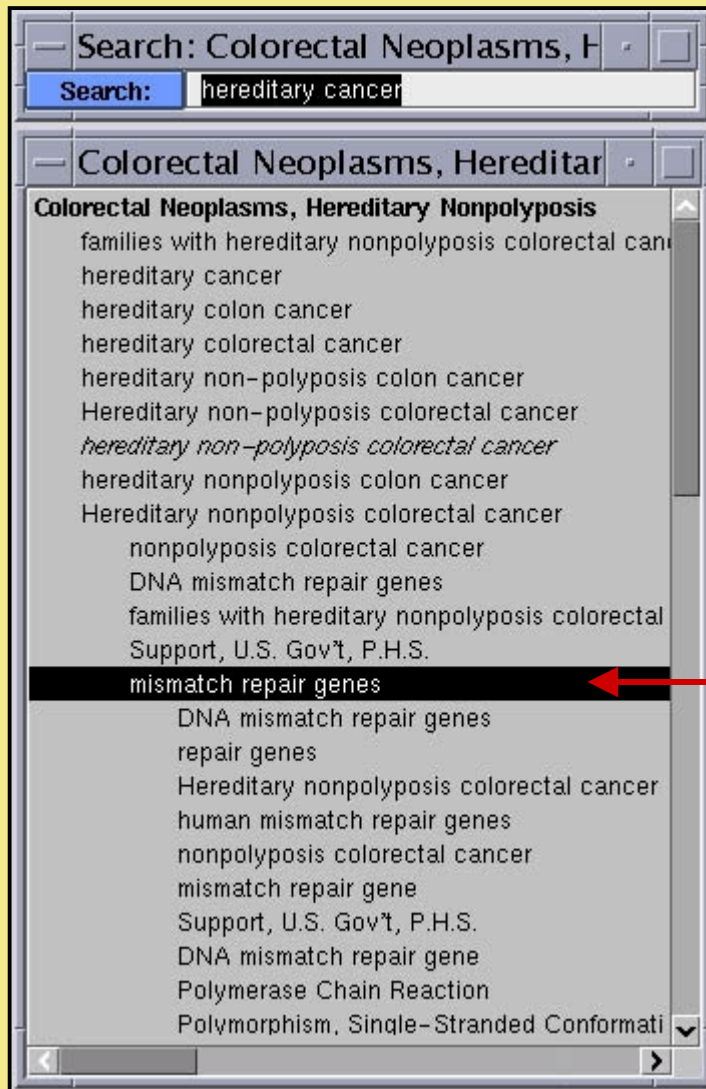 Search: Colorectal Neoplasms, H
Search: hereditary cancer
Colorectal Neoplasms, Hereditar
Colorectal Neoplasms, Hereditary Nonpolyposis
families with hereditary nonpolyposis colorectal can
hereditary cancer
hereditary colon cancer
hereditary colorectal cancer
hereditary non-polyposis colon cancer
Hereditary non-polyposis colorectal cancer
hereditary non-polyposis colorectal cancer
hereditary nonpolyposis colon cancer
Hereditary nonpolyposis colorectal cancer
nonpolyposis colorectal cancer
DNA mismatch repair genes
families with hereditary nonpolyposis colorectal
Support, U.S. Gov't, P.H.S.
mismatch repair genes
DNA mismatch repair genes
repair genes
Hereditary nonpolyposis colorectal cancer
human mismatch repair genes
nonpolyposis colorectal cancer
mismatch repair gene
Support, U.S. Gov't, P.H.S.
DNA mismatch repair gene
Polymerase Chain Reaction
Polymorphism, Single-Stranded Conformati